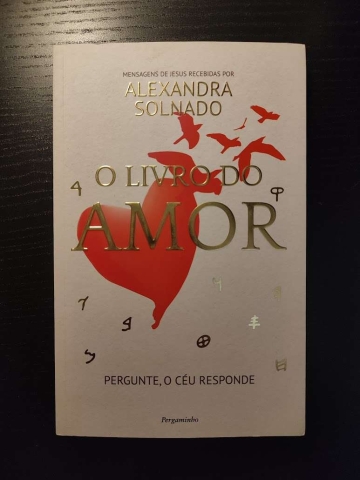 MENSAGENS DE JESUS RECEBIDAS POR
ALEXANDRA
SOLNADO
O LIVRO DO
AMOR
PERGUNTE, O CÉU RESPONDE
Pergaminho